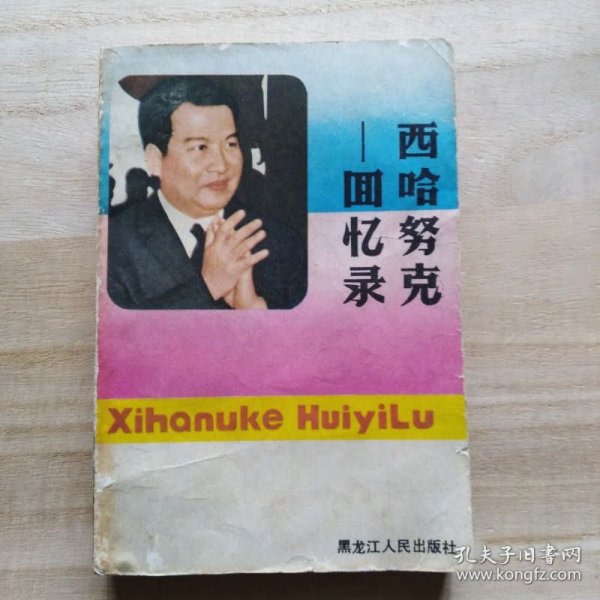 西哈努克
—回忆录
Xihanuke HuiyiLu
黑龙江人民出版社
孔夫子旧书网
www.kongfz.com